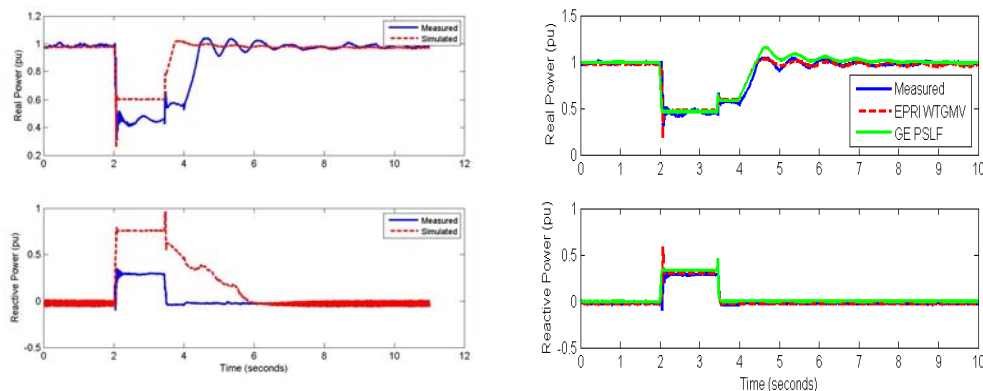 1.2
1
0.8
0.6
0.4
0.2
Real Power (pu)
Measured
Simulated
0 2 4 6 8 10 12
1
0.5
0
-0.5
Reactive Power (pu)
Measured
Simulated
0 2 4 6 8 10 12
Time (seconds)
1.5
1
0.5
0
Real Power (pu)
Measured
EPRI WTGMV
GE PSLF
0 1 2 3 4 5 6 7 8 9 10
1
0.5
0
-0.5
Reactive Power (pu)
0 1 2 3 4 5 6 7 8 9 10
Time (seconds)